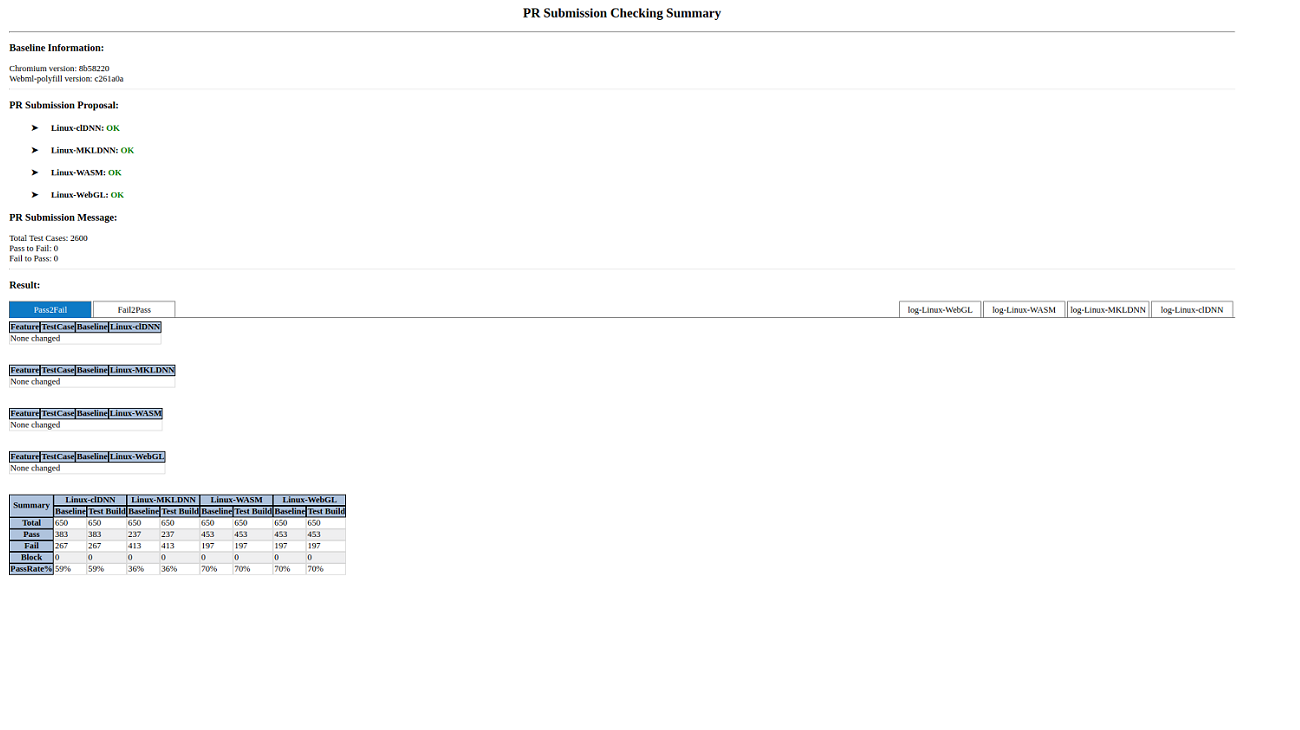 PR Submission Checking Summary
Baseline Information:
Chromium version: 8b58220
Webml-polyfill version: c261a0a
PR Submission Proposal:
➤ Linux-clDNN: OK
➤ Linux-MKLDNN: OK
➤ Linux-WASM: OK
➤ Linux-WebGL: OK
PR Submission Message:
Total Test Cases: 2600
Pass to Fail: 0
Fail to Pass: 0
Result:
Pass2Fail Fail2Pass log-Linux-WebGL log-Linux-WASM log-Linux-MKLDNN log-Linux-clDNN
Feature TestCase Baseline Linux-clDNN
None changed
Feature TestCase Baseline Linux-MKLDNN
None changed
Feature TestCase Baseline Linux-WASM
None changed
Feature TestCase Baseline Linux-WebGL
None changed
Summary Linux-clDNN Linux-MKLDNN Linux-WASM Linux-WebGL
Baseline Test Build Baseline Test Build Baseline Test Build Baseline Test Build
Total 650 650 650 650 650 650 650 650
Pass 383 383 237 237 453 453 453 453
Fail 267 267 413 413 197 197 197 197
Block 0 0 0 0 0 0 0 0
PassRate% 59% 59% 36% 36% 70% 70% 70% 70%